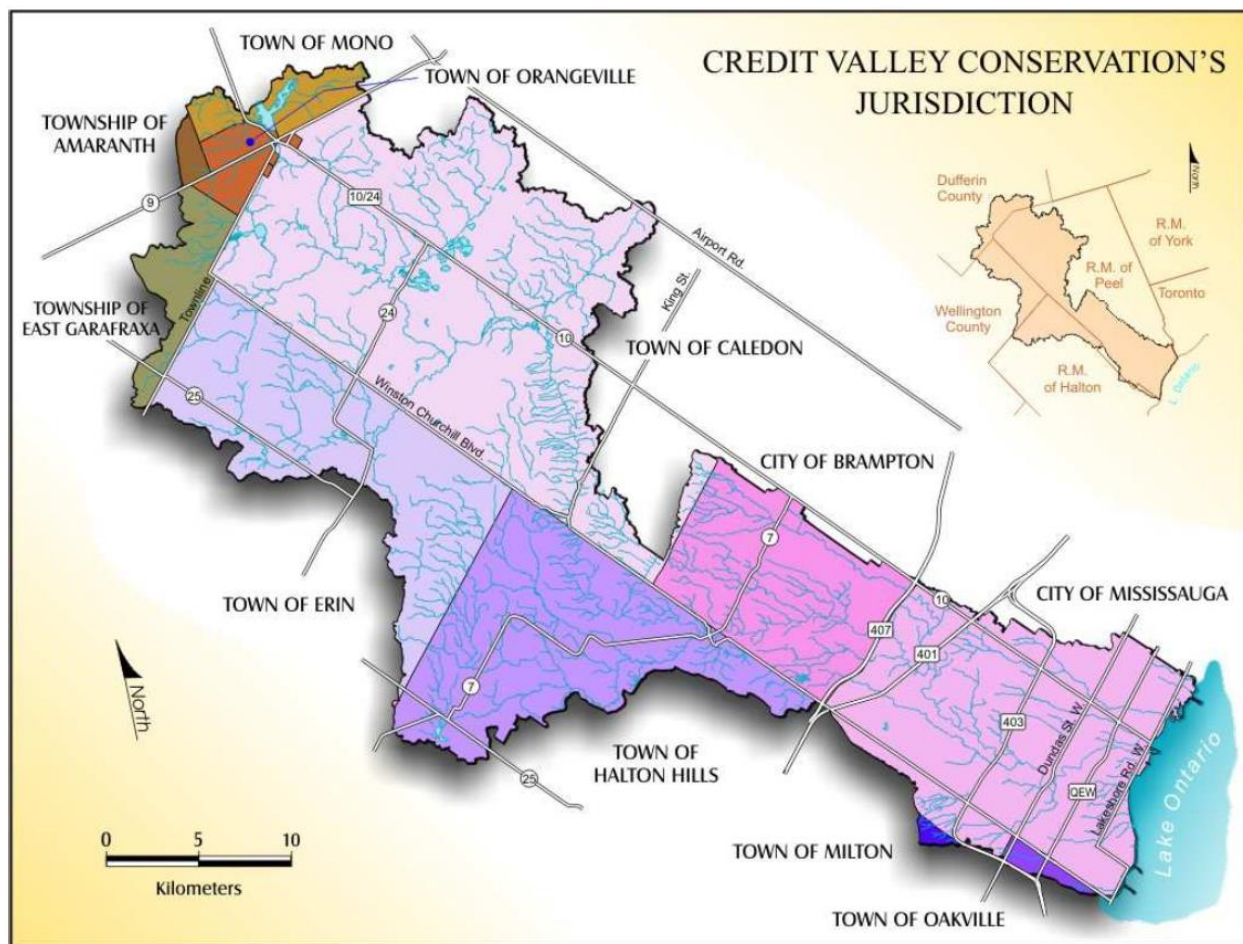 CREDIT VALLEY CONSERVATION'S
JURISDICTION
TOWN OF MONO
TOWN OF ORANGEVILLE
TOWNSHIP OF
AMARANTH
9
10/24
Airport Rd.
King St.
24
10
TOWNSHIP OF
EAST GARAFRAXA
Townline
25
Winston Churchill Blvd.
TOWN OF CALEDON
North
Dufferin
County
R.M.
of York
R.M. of
Peel
Toronto
Wellington
County
R.M.
of Halton
L. Ontario
CITY OF BRAMPTON
7
TOWN OF ERIN
407
401
10
CITY OF MISSISSAUGA
North
7
25
TOWN OF
HALTON HILLS
403
Dundas St. W.
QEW
Lakeshore Rd. W.
Lake Ontario
0 5 10
Kilometers
TOWN OF MILTON
TOWN OF OAKVILLE